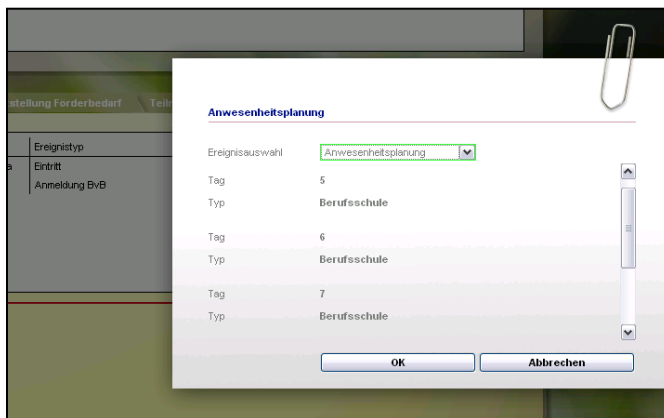 stellung Förderbedarf
Ereignistyp
Eintritt
Anmeldung BvB
Anwesenheitsplanung
Ereignisauswahl Anwesenheitsplanung
Tag 5
Typ Berufsschule
Tag 6
Typ Berufsschule
Tag 7
Typ Berufsschule
OK Abbrechen